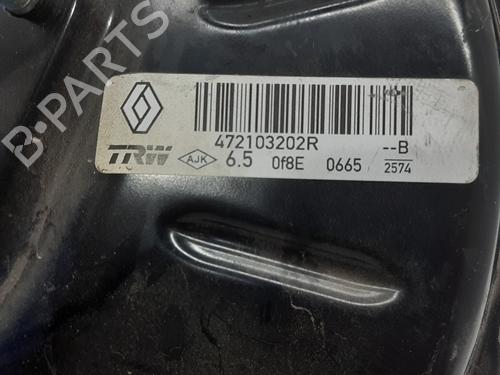 472103202R --B
TRW AJK 6.5 0f8E 0665 2574
B-PARTS